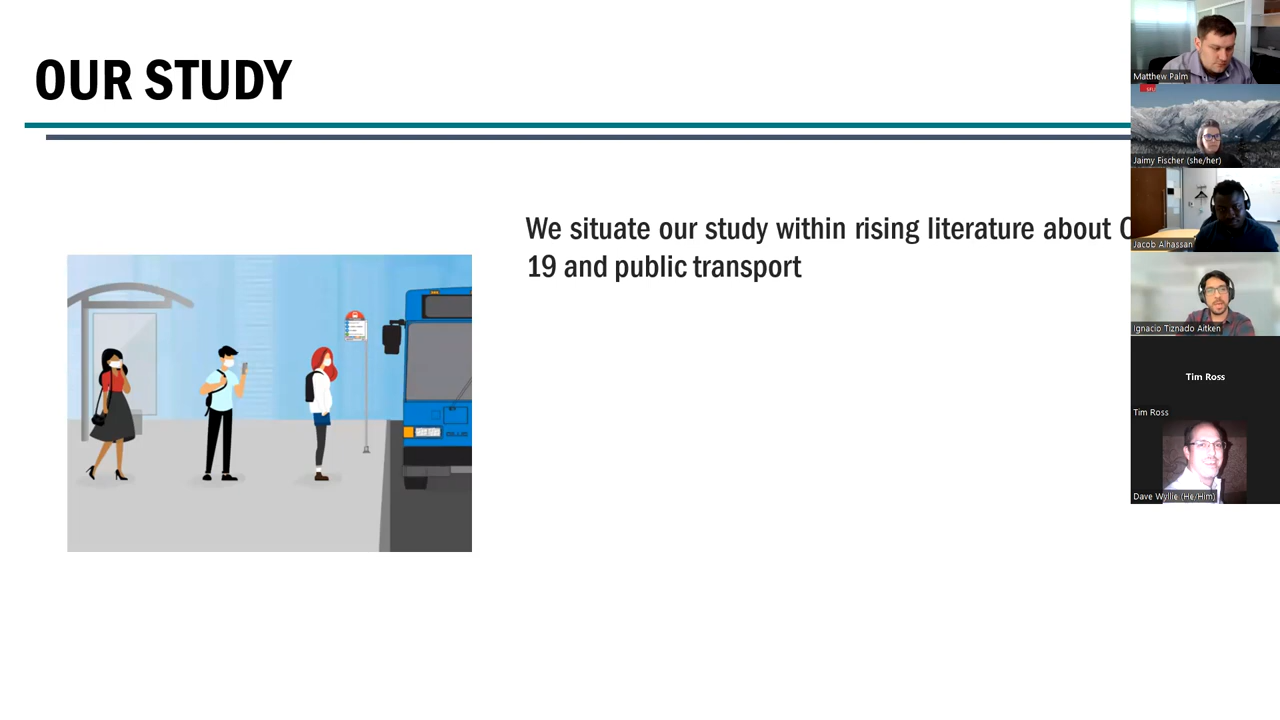 OUR STUDY
We situate our study within rising literature about
19 and public transport
Matthew Palm
SFU
Jaimy Fischer (she/her)
Jacob Alhassan
Ignacio Tiznado Aitken
Tim Ross
Tim Ross
Dave Wyllie (He/Him)